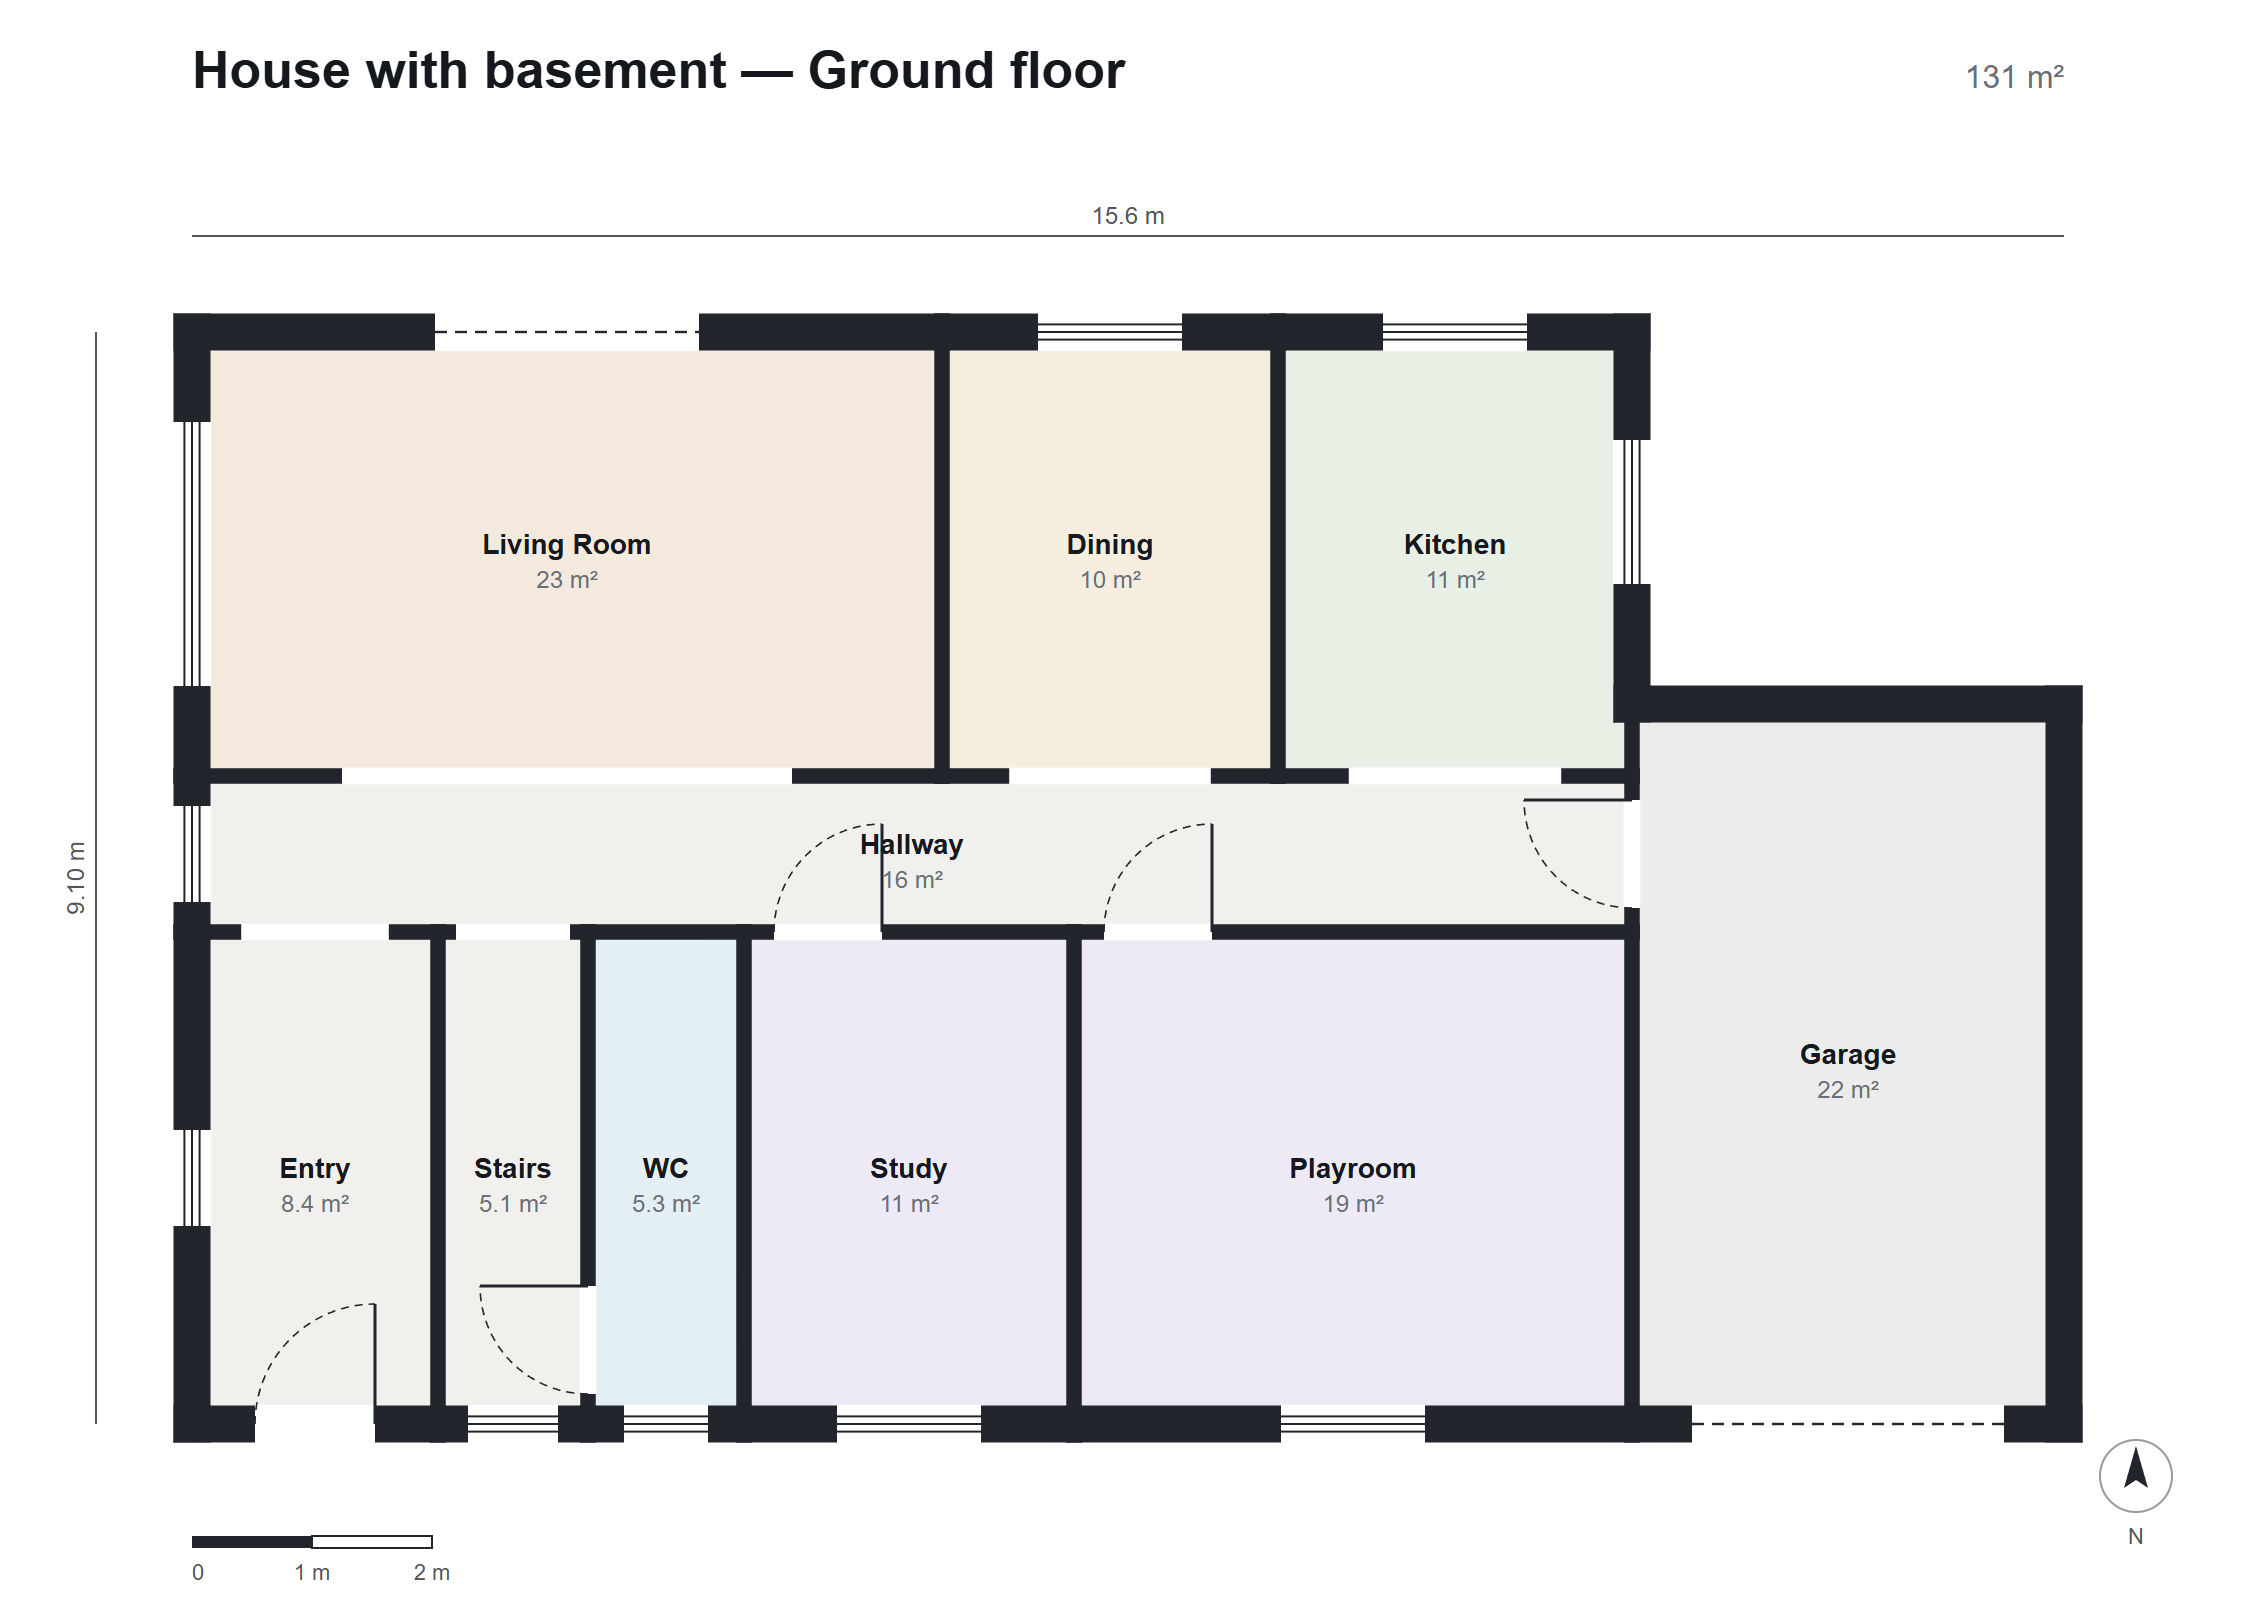 House with basement — Ground floor
131 m²
15.6 m
9.10 m
Living Room
23 m²
Dining
10 m²
Kitchen
11 m²
Hallway
16 m²
Garage
22 m²
Entry
8.4 m²
Stairs
5.1 m²
WC
5.3 m²
Study
11 m²
Playroom
19 m²
N
0
1 m
2 m